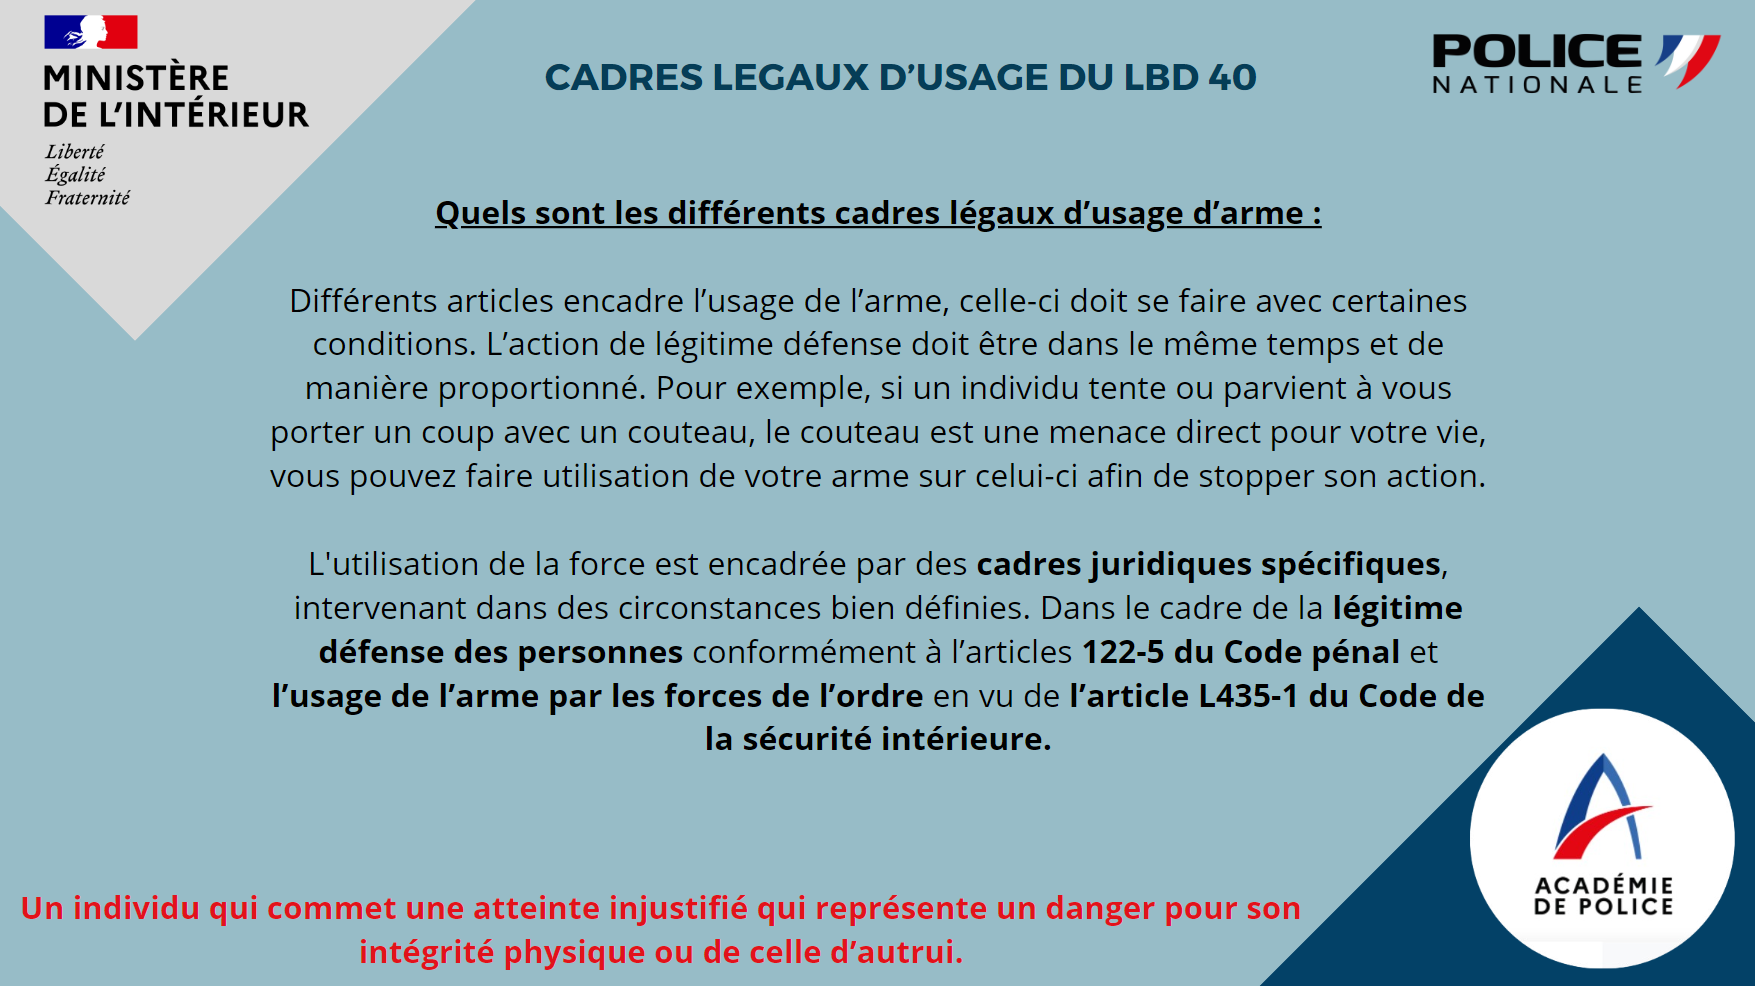 MINISTÈRE
DE L’INTÉRIEUR
Liberté
Égalité
Fraternité
CADRES LEGAUX D’USAGE DU LBD 40
POLICE
NATIONALE
Quels sont les différents cadres légaux d’usage d’arme :
Différents articles encadre l’usage de l’arme, celle-ci doit se faire avec certaines
conditions. L’action de légitime défense doit être dans le même temps et de
manière proportionné. Pour exemple, si un individu tente ou parvient à vous
porter un coup avec un couteau, le couteau est une menace direct pour votre vie,
vous pouvez faire utilisation de votre arme sur celui-ci afin de stopper son action.
L'utilisation de la force est encadrée par des cadres juridiques spécifiques,
intervenant dans des circonstances bien définies. Dans le cadre de la légitime
défense des personnes conformément à l’articles 122-5 du Code pénal et
l’usage de l’arme par les forces de l’ordre en vu de l’article L435-1 du Code de
la sécurité intérieure.
Un individu qui commet une atteinte injustifié qui représente un danger pour son
intégrité physique ou de celle d’autrui.
ACADÉMIE
DE POLICE